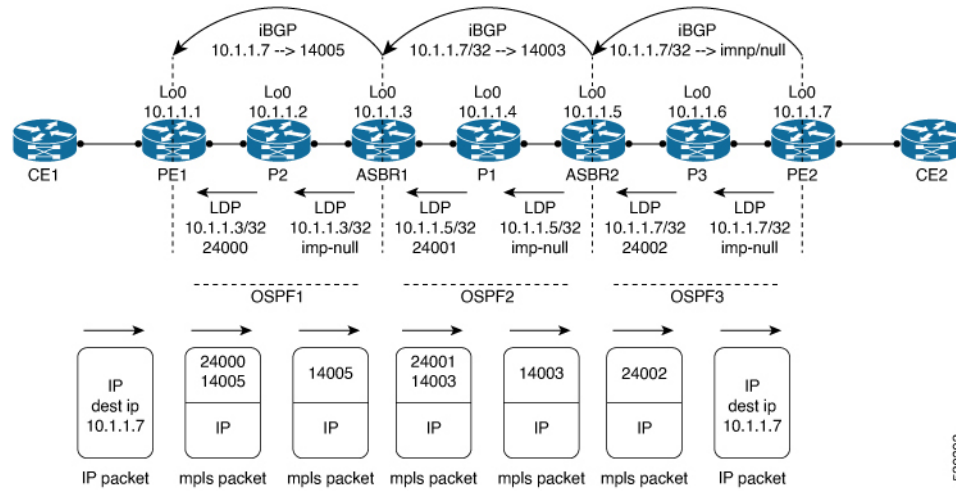 iBGP
10.1.1.7 --> 14005
iBGP
10.1.1.7/32 --> 14003
iBGP
10.1.1.7/32 --> imnp/null
Lo0
10.1.1.1
Lo0
10.1.1.2
Lo0
10.1.1.3
Lo0
10.1.1.4
Lo0
10.1.1.5
Lo0
10.1.1.6
Lo0
10.1.1.7
CE1
PE1
P2
ASBR1
P1
ASBR2
P3
PE2
CE2
LDP
10.1.1.3/32
24000
LDP
10.1.1.3/32
imp-null
LDP
10.1.1.5/32
24001
LDP
10.1.1.5/32
imp-null
LDP
10.1.1.7/32
24002
LDP
10.1.1.7/32
imp-null
OSPF1
OSPF2
OSPF3
IP
dest ip
10.1.1.7
24000
14005
IP
14005
IP
24001
14003
IP
14003
IP
24002
IP
IP
dest ip
10.1.1.7
IP packet
mpls packet
mpls packet
mpls packet
mpls packet
mpls packet
IP packet